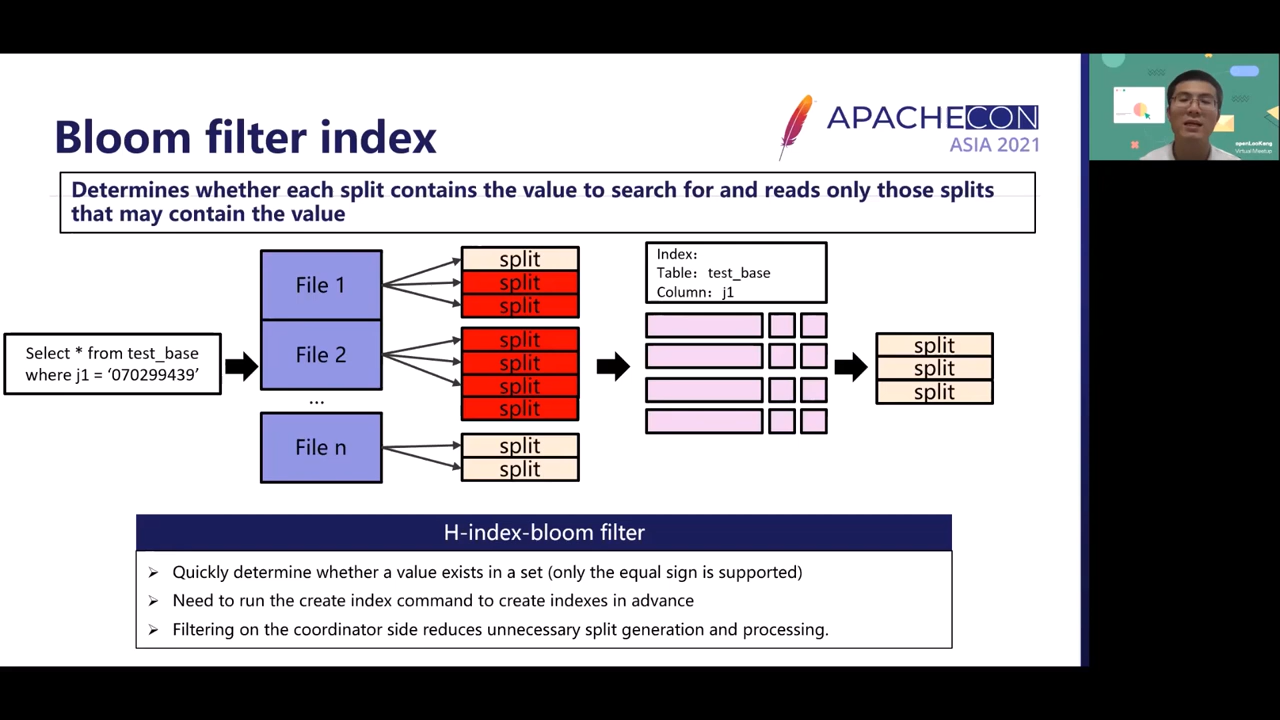 APACHECON
ASIA 2021
Bloom filter index
Determines whether each split contains the value to search for and reads only those splits
that may contain the value
Select * from test_base
where j1 = ‘070299439’
File 1
File 2
...
File n
split
split
split
split
split
split
split
split
split
Index:
Table: test_base
Column: j1
split
split
split
H-index-bloom filter
➢ Quickly determine whether a value exists in a set (only the equal sign is supported)
➢ Need to run the create index command to create indexes in advance
➢ Filtering on the coordinator side reduces unnecessary split generation and processing.
openLooKeng
Virtual Meetup